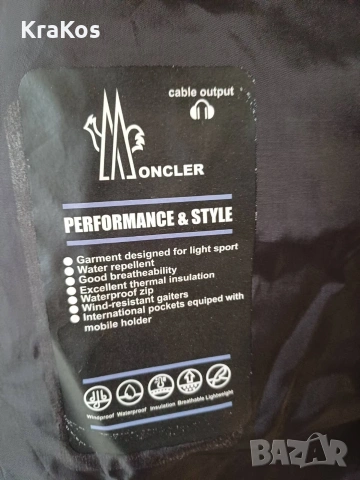 KraKos
cable output
MONCLER
PERFORMANCE & STYLE
Garment designed for light sport
Water repellent
Good breatheability
Excellent thermal insulation
Waterproof zip
Wind-resistant gaiters
International pockets equiped with
mobile holder
Windproof Waterproof Insulation Breathable Lightweight
BAZAR